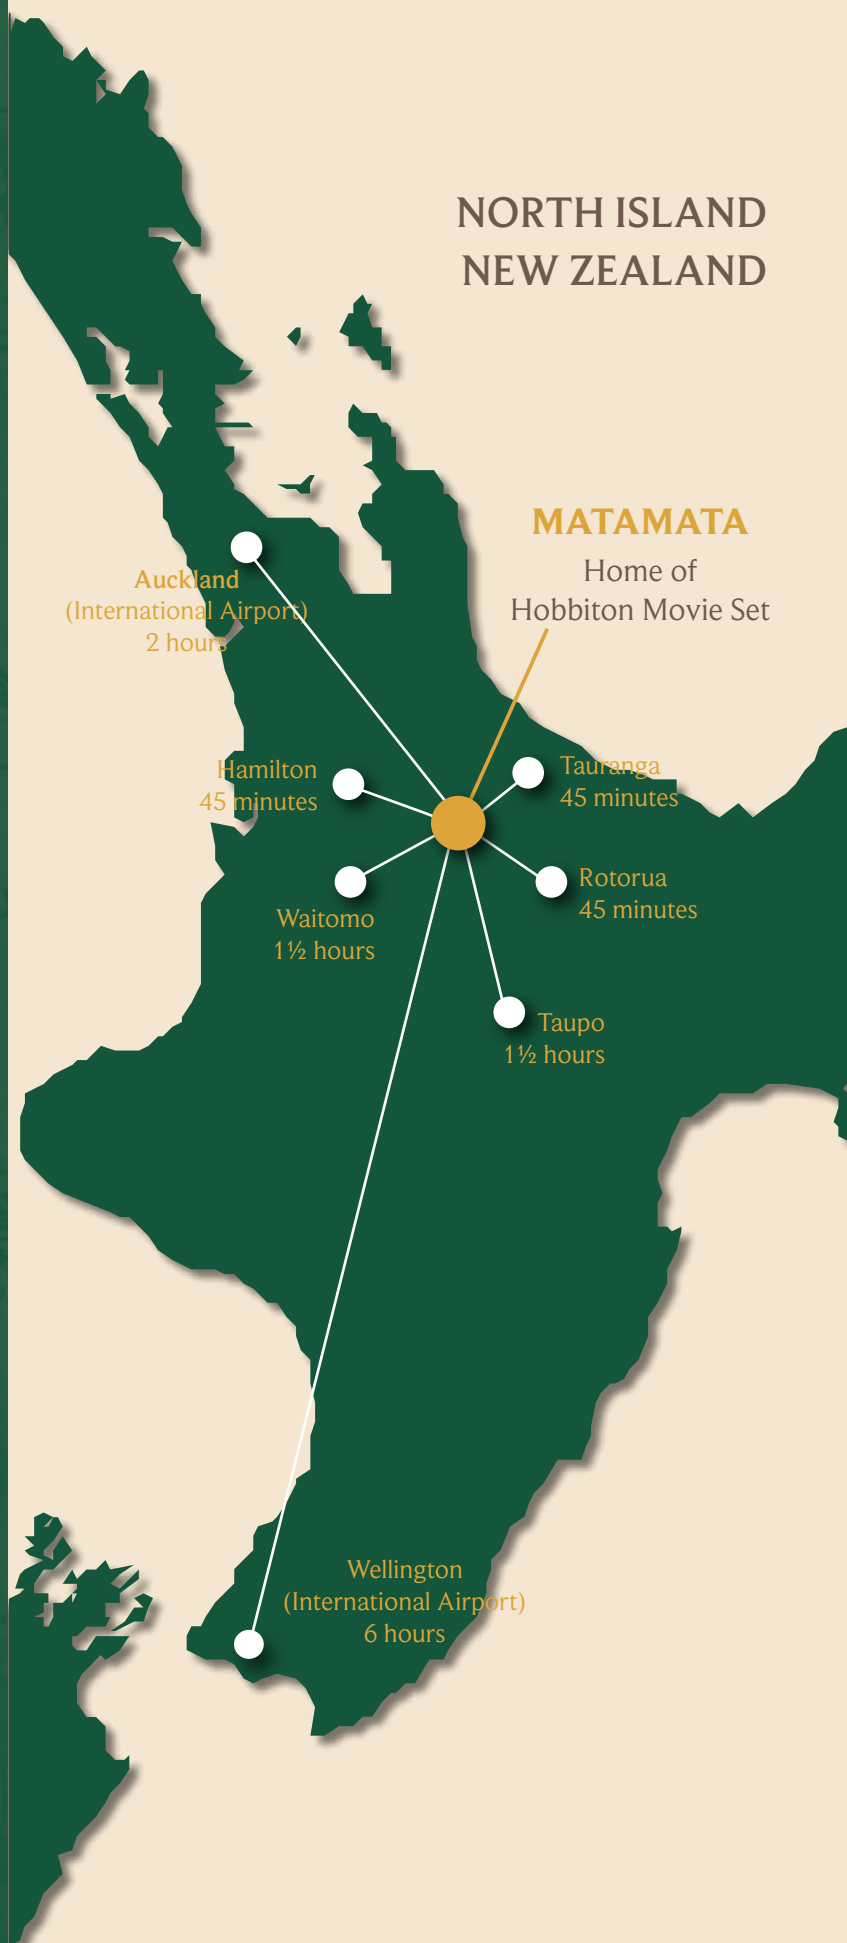 NORTH ISLAND
NEW ZEALAND
MATAMATA
Home of
Hobbiton Movie Set
Auckland
(International Airport)
2 hours
Hamilton
45 minutes
Tauranga
45 minutes
Waitomo
1½ hours
Rotorua
45 minutes
Taupo
1½ hours
Wellington
(International Airport)
6 hours